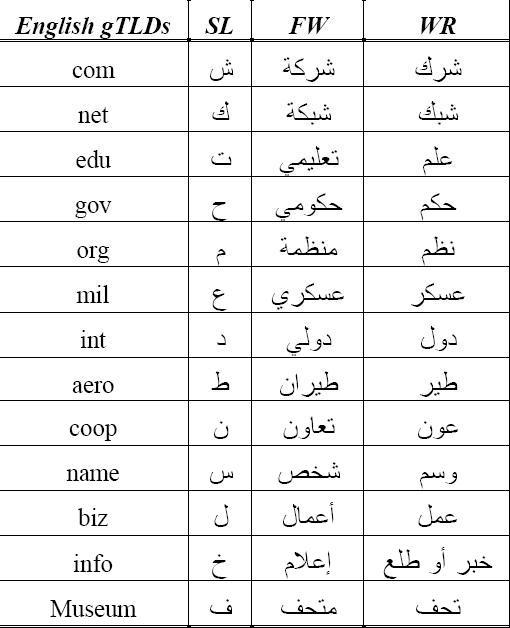 English gTLDs SL FW WR
com ش شركة شرك
net ك شبكة شبك
edu ت تعليمي علم
gov ح حكومي حكم
org م منظمة نظم
mil ع عسكري عسكر
int د دولي دول
aero ط طيران طير
coop ن تعاون عون
name س شخص وسم
biz ل أعمال عمل
info خ إعلام خبر أو طلع
Museum ف متحف تحف